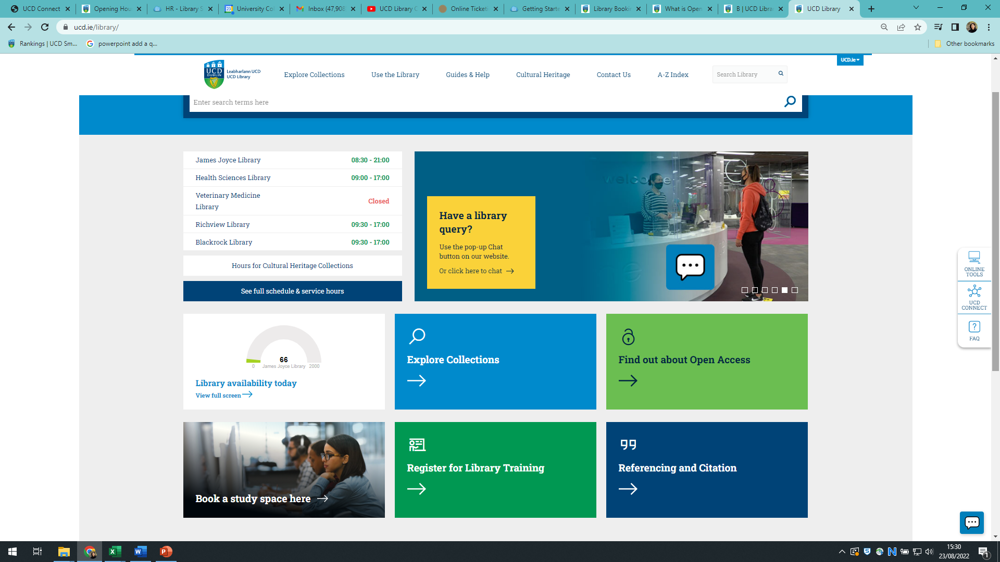 UCD Connect
Opening Hou
HR - Library S
University Co
Inbox (47,908
UCD Library C
Online Ticketi
Getting Starte
Library Bookin
What is Open
B | UCD Libra
UCD Library
ucd.ie/library/
Rankings | UCD Sm...
powerpoint add a q...
Other bookmarks
UCD.ie
UCD
DUBLIN
Leabharlann UCD
UCD Library
Explore Collections
Use the Library
Guides & Help
Cultural Heritage
Contact Us
A-Z Index
Search Library
Enter search terms here
James Joyce Library 08:30 - 21:00
Health Sciences Library 09:00 - 17:00
Veterinary Medicine
Library
Closed
Richview Library 09:30 - 17:00
Blackrock Library 09:30 - 17:00
Hours for Cultural Heritage Collections
See full schedule & service hours
welcome
Have a library
query?
Use the pop-up Chat
button on our website.
Or click here to chat
ONLINE
TOOLS
UCD
CONNECT
FAQ
66
0 James Joyce Library 2000
Library availability today
View full screen
Explore Collections
Find out about Open Access
Book a study space here
Register for Library Training
Referencing and Citation
15:30
23/08/2022
1